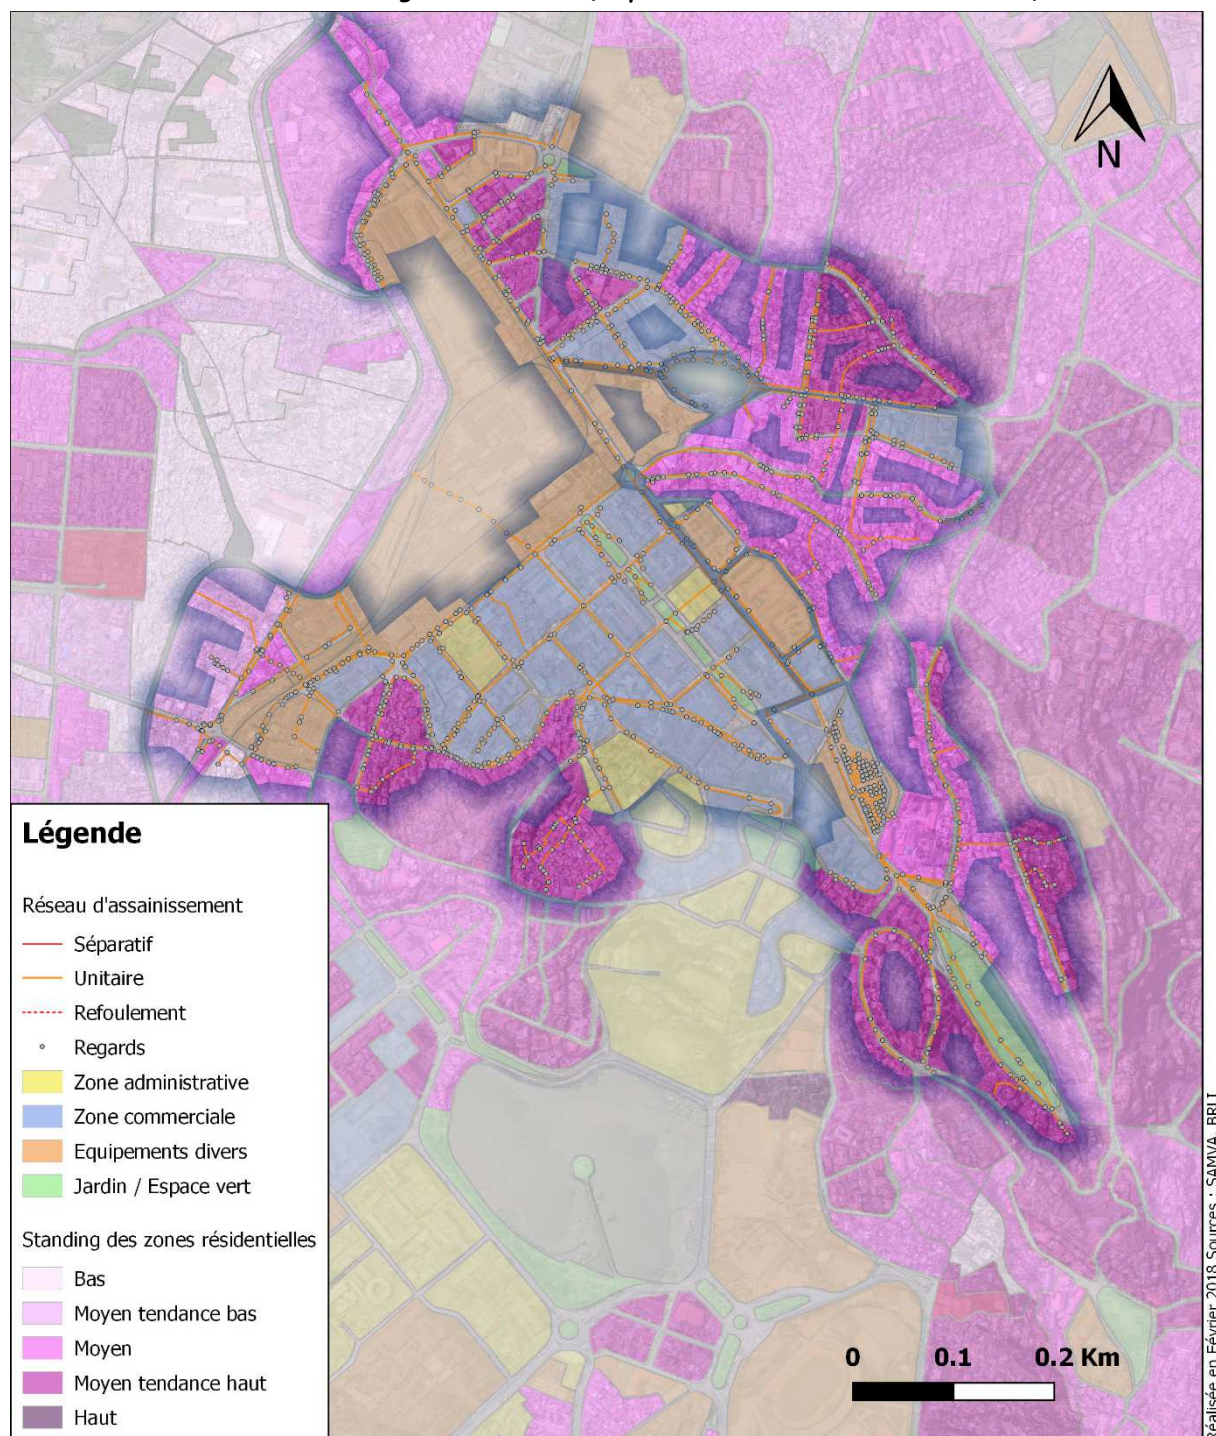 N
Légende
Réseau d'assainissement
Séparatif
Unitaire
Refoulement
Regards
Zone administrative
Zone commerciale
Equipements divers
Jardin / Espace vert
Standing des zones résidentielles
Bas
Moyen tendance bas
Moyen
Moyen tendance haut
Haut
0 0.1 0.2 Km
Réalisée en Février 2018 Sources : SAMVA, BRLI